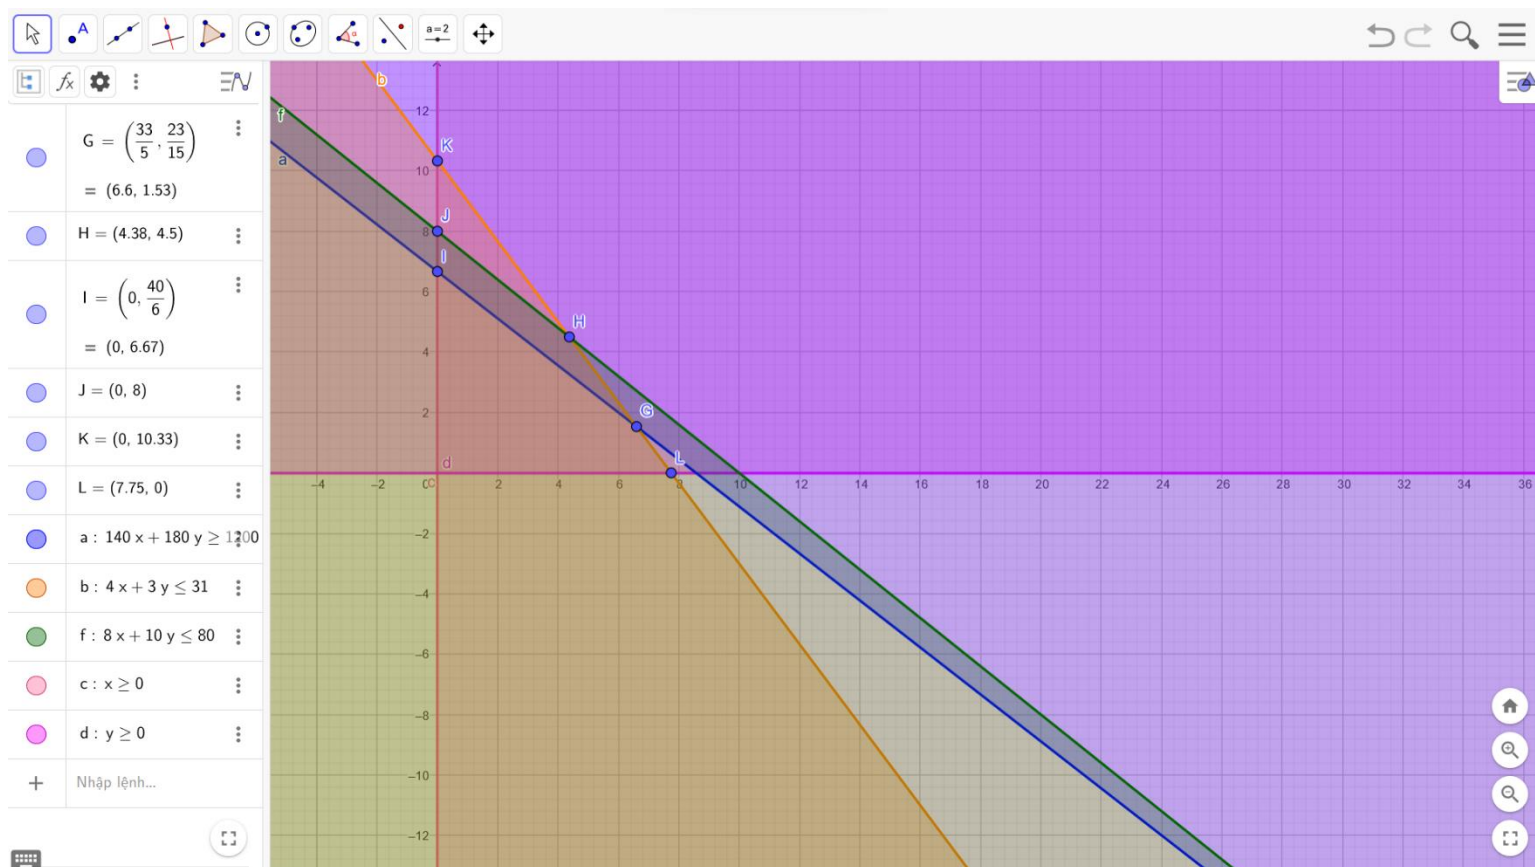 A
a=2
fx
G = (33/5, 23/15)
= (6.6, 1.53)
H = (4.38, 4.5)
I = (0, 40/6)
= (0, 6.67)
J = (0, 8)
K = (0, 10.33)
L = (7.75, 0)
a : 140 x + 180 y ≥ 1200
b : 4 x + 3 y ≤ 31
f : 8 x + 10 y ≤ 80
c : x ≥ 0
d : y ≥ 0
+ Nhập lệnh...
b
f
a
K
J
I
H
G
L
d
c
12
10
8
6
4
2
−2
−4
−6
−8
−10
−12
−4 −2 0 2 4 6 8 10 12 14 16 18 20 22 24 26 28 30 32 34 36